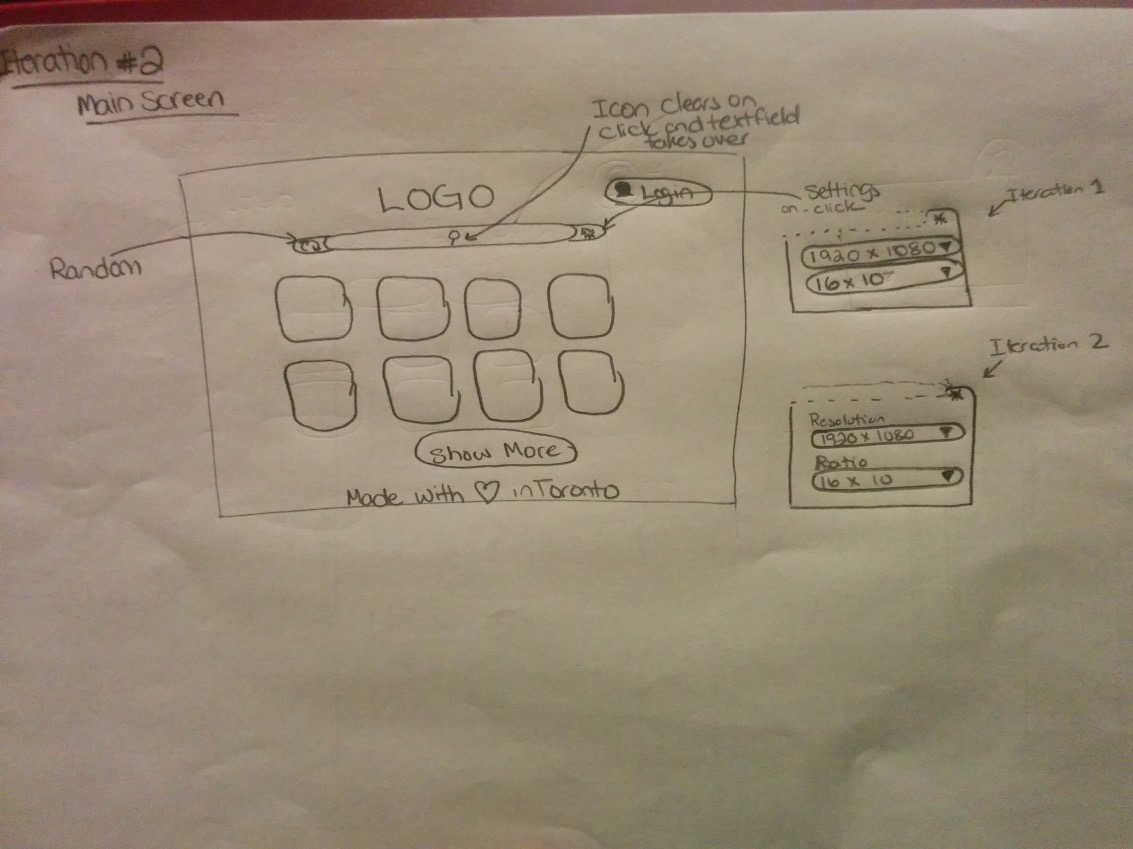 Iteration #2
Main Screen
Icon Clears on
click and textfield
takes over
LOGO
Login
Settings
on-click
Iteration 1
Random
1920 x 1080
16 x 10
Iteration 2
Resolution
1920 x 1080
Ratio
16 x 10
Show More
Made with ♡ in Toronto